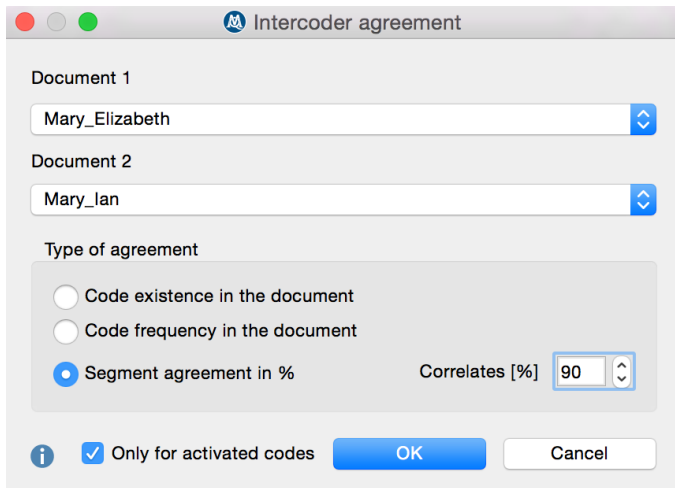 Intercoder agreement
Document 1
Mary_Elizabeth
Document 2
Mary_Ian
Type of agreement
Code existence in the document
Code frequency in the document
Segment agreement in % Correlates [%] 90
Only for activated codes OK Cancel